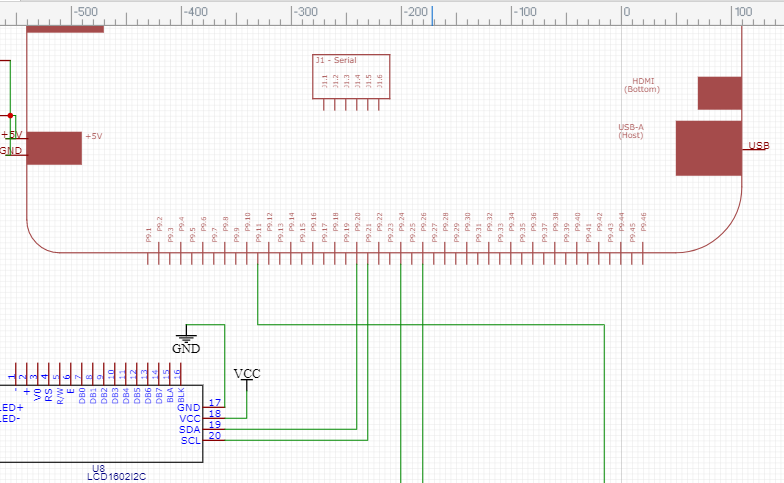 -500 -400 -300 -200 -100 0 100
J1 - Serial
J1.1 J1.2 J1.3 J1.4 J1.5 J1.6
HDMI
(Bottom)
USB-A
(Host)
USB
+5V +5V
GND
P9.1 P9.2 P9.3 P9.4 P9.5 P9.6 P9.7 P9.8 P9.9 P9.10 P9.11 P9.12 P9.13 P9.14 P9.15 P9.16 P9.17 P9.18 P9.19 P9.20 P9.21 P9.22 P9.23 P9.24 P9.25 P9.26 P9.27 P9.28 P9.29 P9.30 P9.31 P9.32 P9.33 P9.34 P9.35 P9.36 P9.37 P9.38 P9.39 P9.40 P9.41 P9.42 P9.43 P9.44 P9.45 P9.46
GND
VCC
1 2 3 4 5 6 7 8 9 10 11 12 13 14 15 16
- + V0 RS R/W E DB0 DB1 DB2 DB3 DB4 DB5 DB6 DB7 BLA BLK
LED+ GND 17
LED- VCC 18
SDA 19
SCL 20
U8
LCD1602I2C